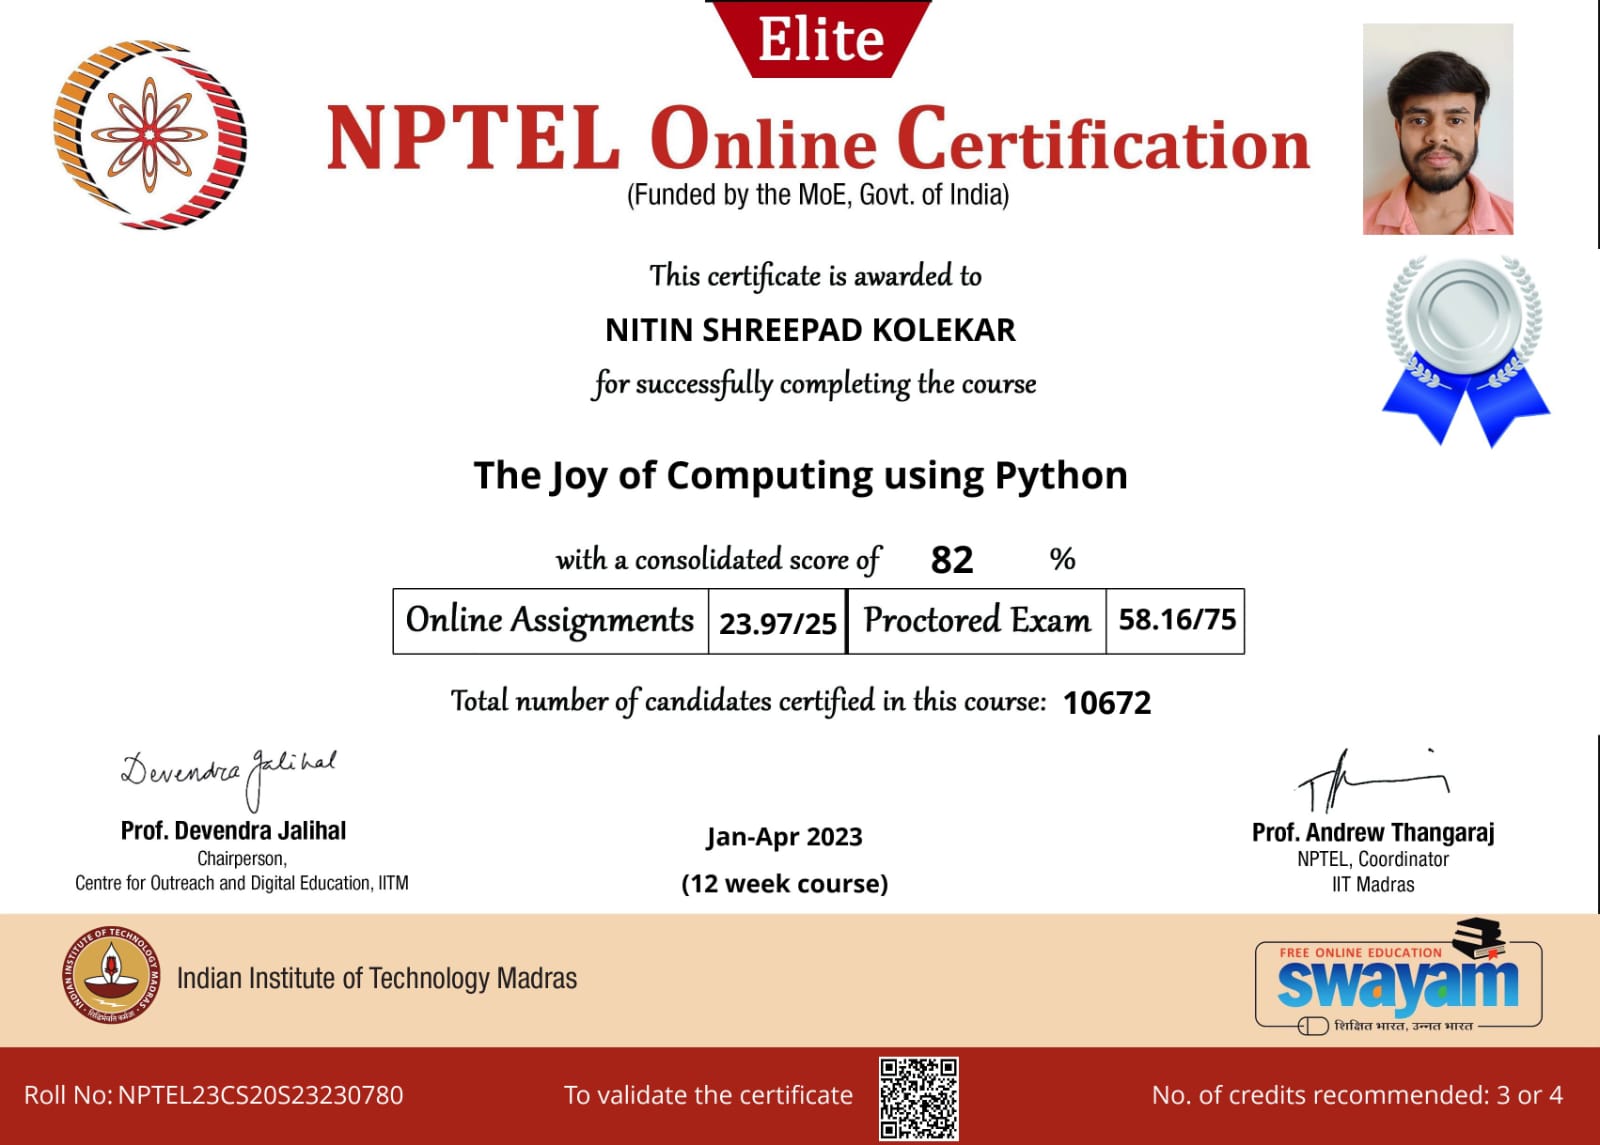 Elite
NPTEL Online Certification
(Funded by the MoE, Govt. of India)
This certificate is awarded to
NITIN SHREEPAD KOLEKAR
for successfully completing the course
The Joy of Computing using Python
with a consolidated score of 82 %
Online Assignments 23.97/25 Proctored Exam 58.16/75
Total number of candidates certified in this course: 10672
Devendra Jalihal
Prof. Devendra Jalihal
Chairperson,
Centre for Outreach and Digital Education, IITM
Jan-Apr 2023
(12 week course)
Prof. Andrew Thangaraj
NPTEL, Coordinator
IIT Madras
INDIAN INSTITUTE OF TECHNOLOGY MADRAS
सिद्धिर्भवति कर्मजा
Indian Institute of Technology Madras
FREE ONLINE EDUCATION
swayam
शिक्षित भारत, उन्नत भारत
Roll No: NPTEL23CS20S23230780
To validate the certificate
No. of credits recommended: 3 or 4